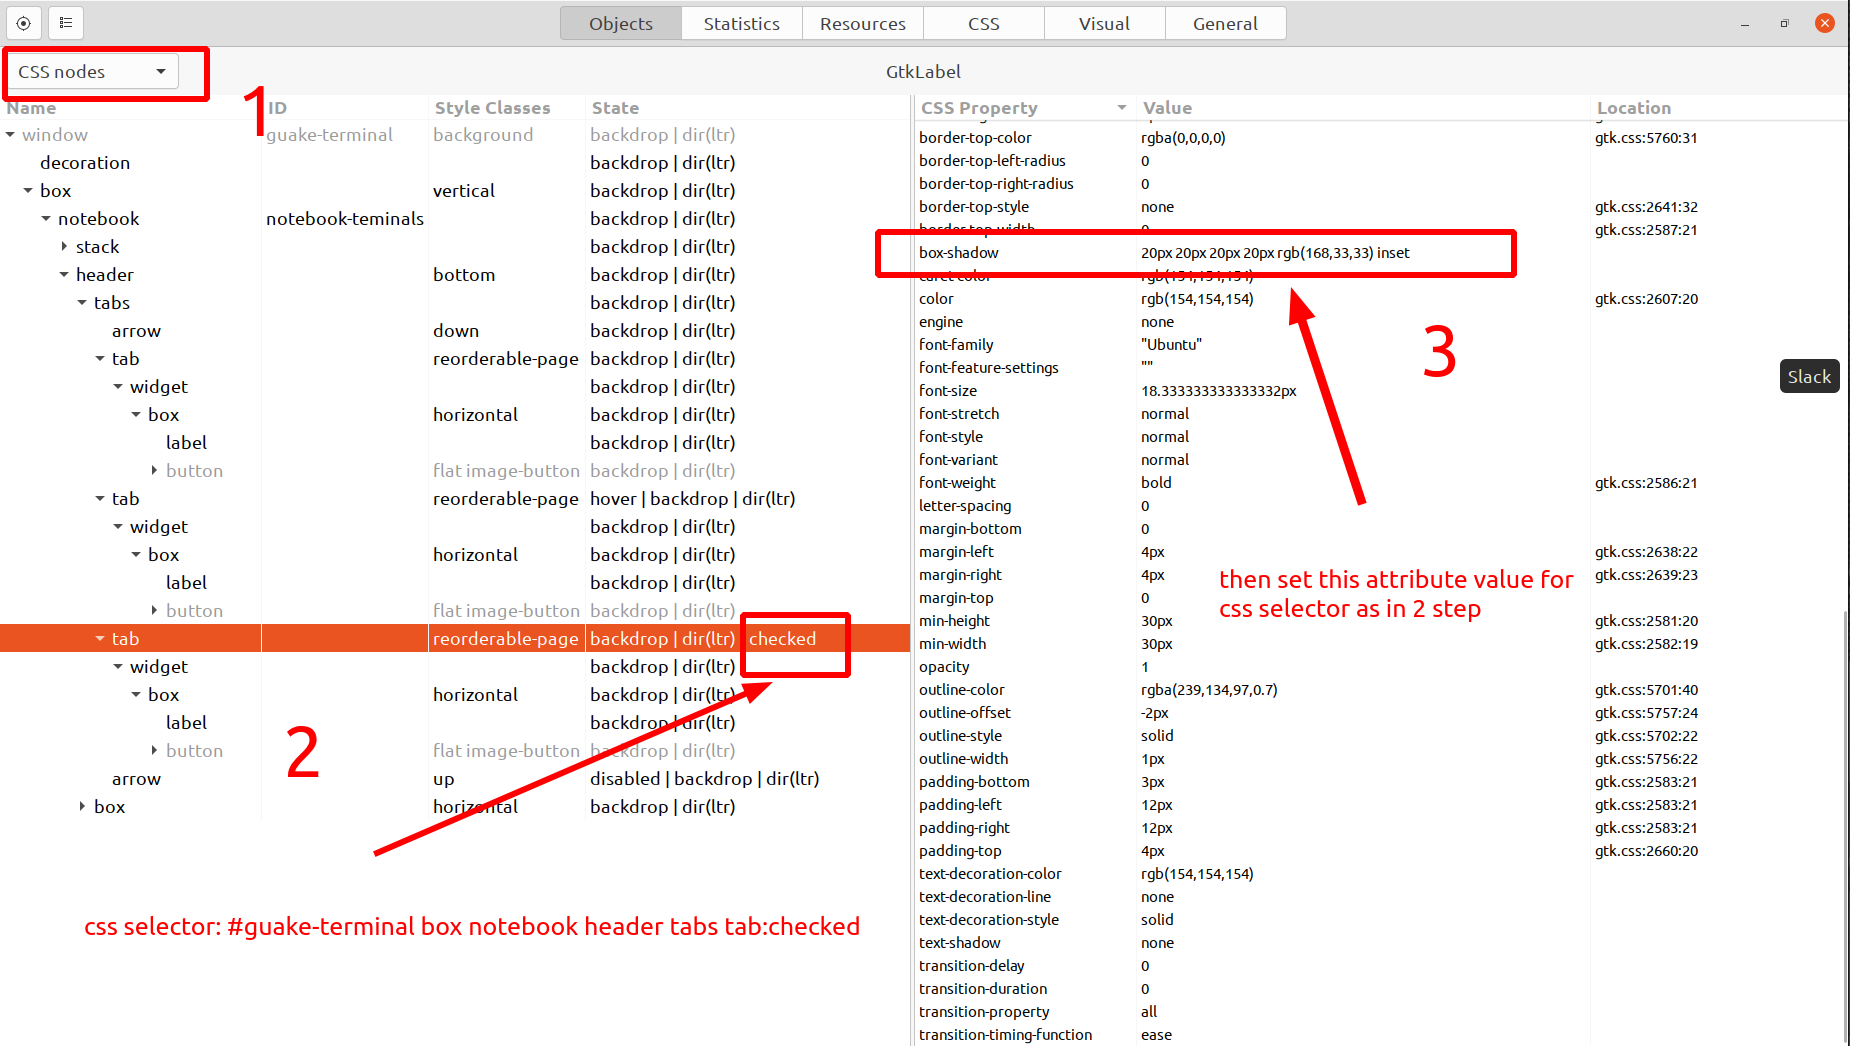 Objects Statistics Resources CSS Visual General
CSS nodes
GtkLabel
1
Name ID Style Classes State
window guake-terminal background backdrop | dir(ltr)
decoration backdrop | dir(ltr)
box vertical backdrop | dir(ltr)
notebook notebook-teminals backdrop | dir(ltr)
stack backdrop | dir(ltr)
header bottom backdrop | dir(ltr)
tabs backdrop | dir(ltr)
arrow down backdrop | dir(ltr)
tab reorderable-page backdrop | dir(ltr)
widget backdrop | dir(ltr)
box horizontal backdrop | dir(ltr)
label backdrop | dir(ltr)
button flat image-button backdrop | dir(ltr)
tab reorderable-page hover | backdrop | dir(ltr)
widget backdrop | dir(ltr)
box horizontal backdrop | dir(ltr)
label backdrop | dir(ltr)
button flat image-button backdrop | dir(ltr)
tab reorderable-page backdrop | dir(ltr) checked
widget backdrop | dir(ltr)
box horizontal backdrop | dir(ltr)
label backdrop | dir(ltr)
button flat image-button backdrop | dir(ltr)
arrow up disabled | backdrop | dir(ltr)
box horizontal backdrop | dir(ltr)
2
css selector: #guake-terminal box notebook header tabs tab:checked
CSS Property Value Location
border-top-color rgba(0,0,0,0) gtk.css:5760:31
border-top-left-radius 0
border-top-right-radius 0
border-top-style none gtk.css:2641:32
border-top-width 0 gtk.css:2587:21
box-shadow 20px 20px 20px 20px rgb(168,33,33) inset
caret-color rgb(154,154,154)
color rgb(154,154,154) gtk.css:2607:20
engine none
font-family "Ubuntu"
font-feature-settings ""
font-size 18.333333333333332px
font-stretch normal
font-style normal
font-variant normal
font-weight bold gtk.css:2586:21
letter-spacing 0
margin-bottom 0
margin-left 4px gtk.css:2638:22
margin-right 4px gtk.css:2639:23
margin-top 0
min-height 30px gtk.css:2581:20
min-width 30px gtk.css:2582:19
opacity 1
outline-color rgba(239,134,97,0.7) gtk.css:5701:40
outline-offset -2px gtk.css:5757:24
outline-style solid gtk.css:5702:22
outline-width 1px gtk.css:5756:22
padding-bottom 3px gtk.css:2583:21
padding-left 12px gtk.css:2583:21
padding-right 12px gtk.css:2583:21
padding-top 4px gtk.css:2660:20
text-decoration-color rgb(154,154,154)
text-decoration-line none
text-decoration-style solid
text-shadow none
transition-delay 0
transition-duration 0
transition-property all
transition-timing-function ease
3
then set this attribute value for
css selector as in 2 step
Slack